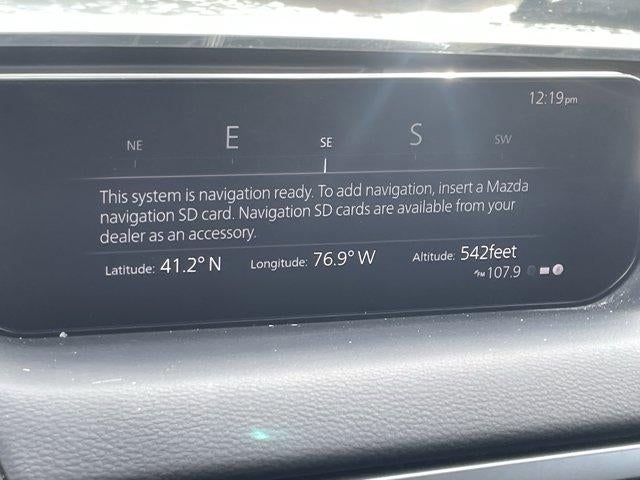 12:19pm
NE E SE S SW
This system is navigation ready. To add navigation, insert a Mazda
navigation SD card. Navigation SD cards are available from your
dealer as an accessory.
Latitude: 41.2° N Longitude: 76.9° W Altitude: 542feet
FM 107.9